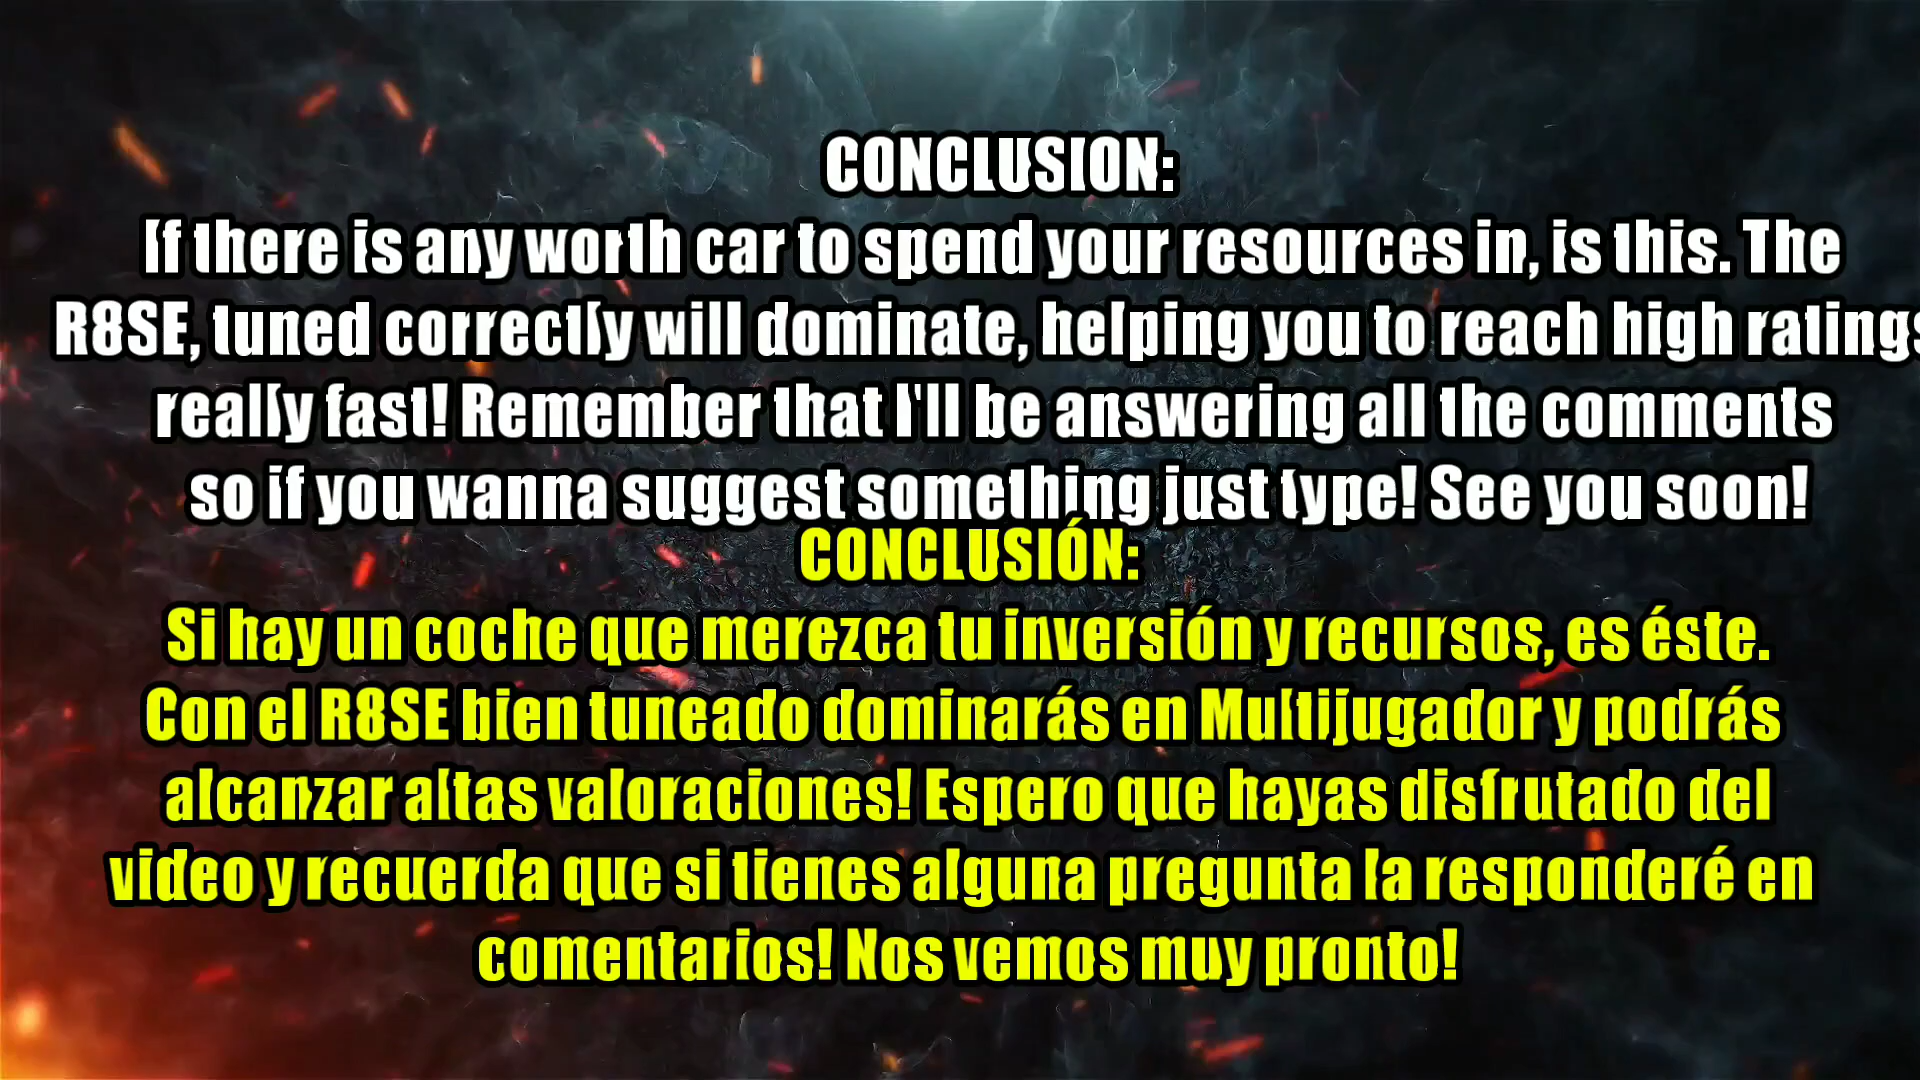 CONCLUSION:
If there is any worth car to spend your resources in, is this. The
R8SE, tuned correctly will dominate, helping you to reach high ratings
really fast! Remember that I'll be answering all the comments
so if you wanna suggest something just type! See you soon!
CONCLUSIÓN:
Si hay un coche que merezca tu inversión y recursos, es éste.
Con el R8SE bien tuneado dominarás en Multijugador y podrás
alcanzar altas valoraciones! Espero que hayas disfrutado del
video y recuerda que si tienes alguna pregunta la responderé en
comentarios! Nos vemos muy pronto!